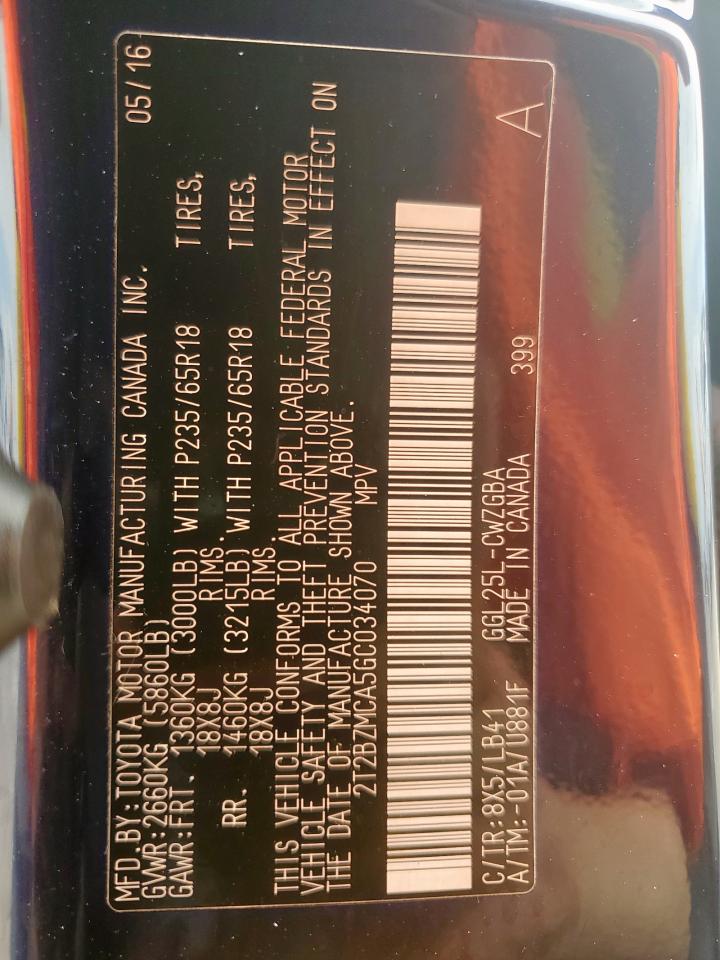 MFD.BY:TOYOTA MOTOR MANUFACTURING CANADA INC. 05/16
GVWR:2660KG (5860LB)
GAWR:FRT. 1360KG (3000LB) WITH P235/65R18 TIRES,
18X8J RIMS.
RR. 1460KG (3215LB) WITH P235/65R18 TIRES,
18X8J RIMS.
THIS VEHICLE CONFORMS TO ALL APPLICABLE FEDERAL MOTOR
VEHICLE SAFETY AND THEFT PREVENTION STANDARDS IN EFFECT ON
THE DATE OF MANUFACTURE SHOWN ABOVE.
2T2BZMCA5GC034070 MPV
C/TR:8X5/LB41 GGL25L-CWZGBA
A/TM:-01A/U881F MADE IN CANADA 399 A